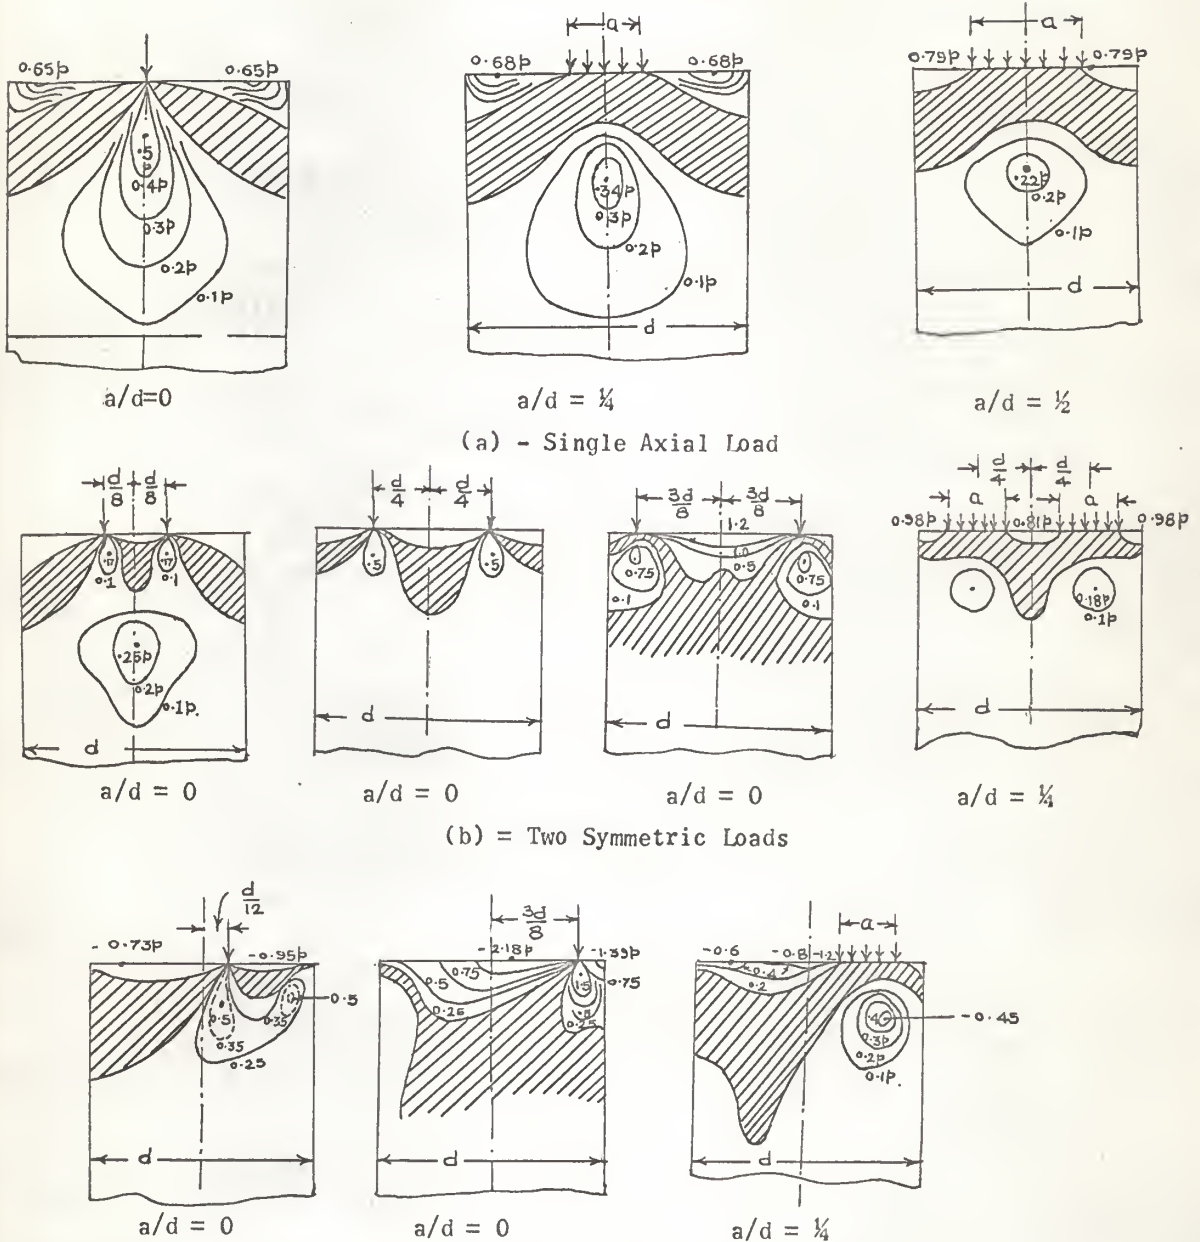 a
a
0.65p
0.65p
0.68p
0.68p
0.79p
0.79p
.5
p
0.4p
0.3p
0.2p
0.1p
.34p
0.3p
0.2p
0.1p
d
.22p
0.2p
0.1p
d
a/d=0
a/d = ¼
a/d = ½
(a) - Single Axial Load
d/8
d/8
d/4
d/4
3d/8
3d/8
d/4
d/4
a
a
1.2
0.98p
0.81p
0.98p
.17
.17
0.1
0.1
.25p
0.2p
0.1p.
d
.5
.5
d
1.0
0.5
0.75
0.75
0.1
0.1
d
0.18p
0.1p
d
a/d = 0
a/d = 0
a/d = 0
a/d = ¼
(b) = Two Symmetric Loads
d/12
3d/8
a
- 0.73p
-0.95p
-2.18p
-1.39p
-0.6
-0.8
-1.2
0.5
0.5
0.35
0.35
0.25
d
0.75
0.5
0.25
1.5
0.75
0.25
d
0.4
0.2
.4
-0.45
0.3p
0.2p
0.1p.
d
a/d = 0
a/d = 0
a/d = ¼